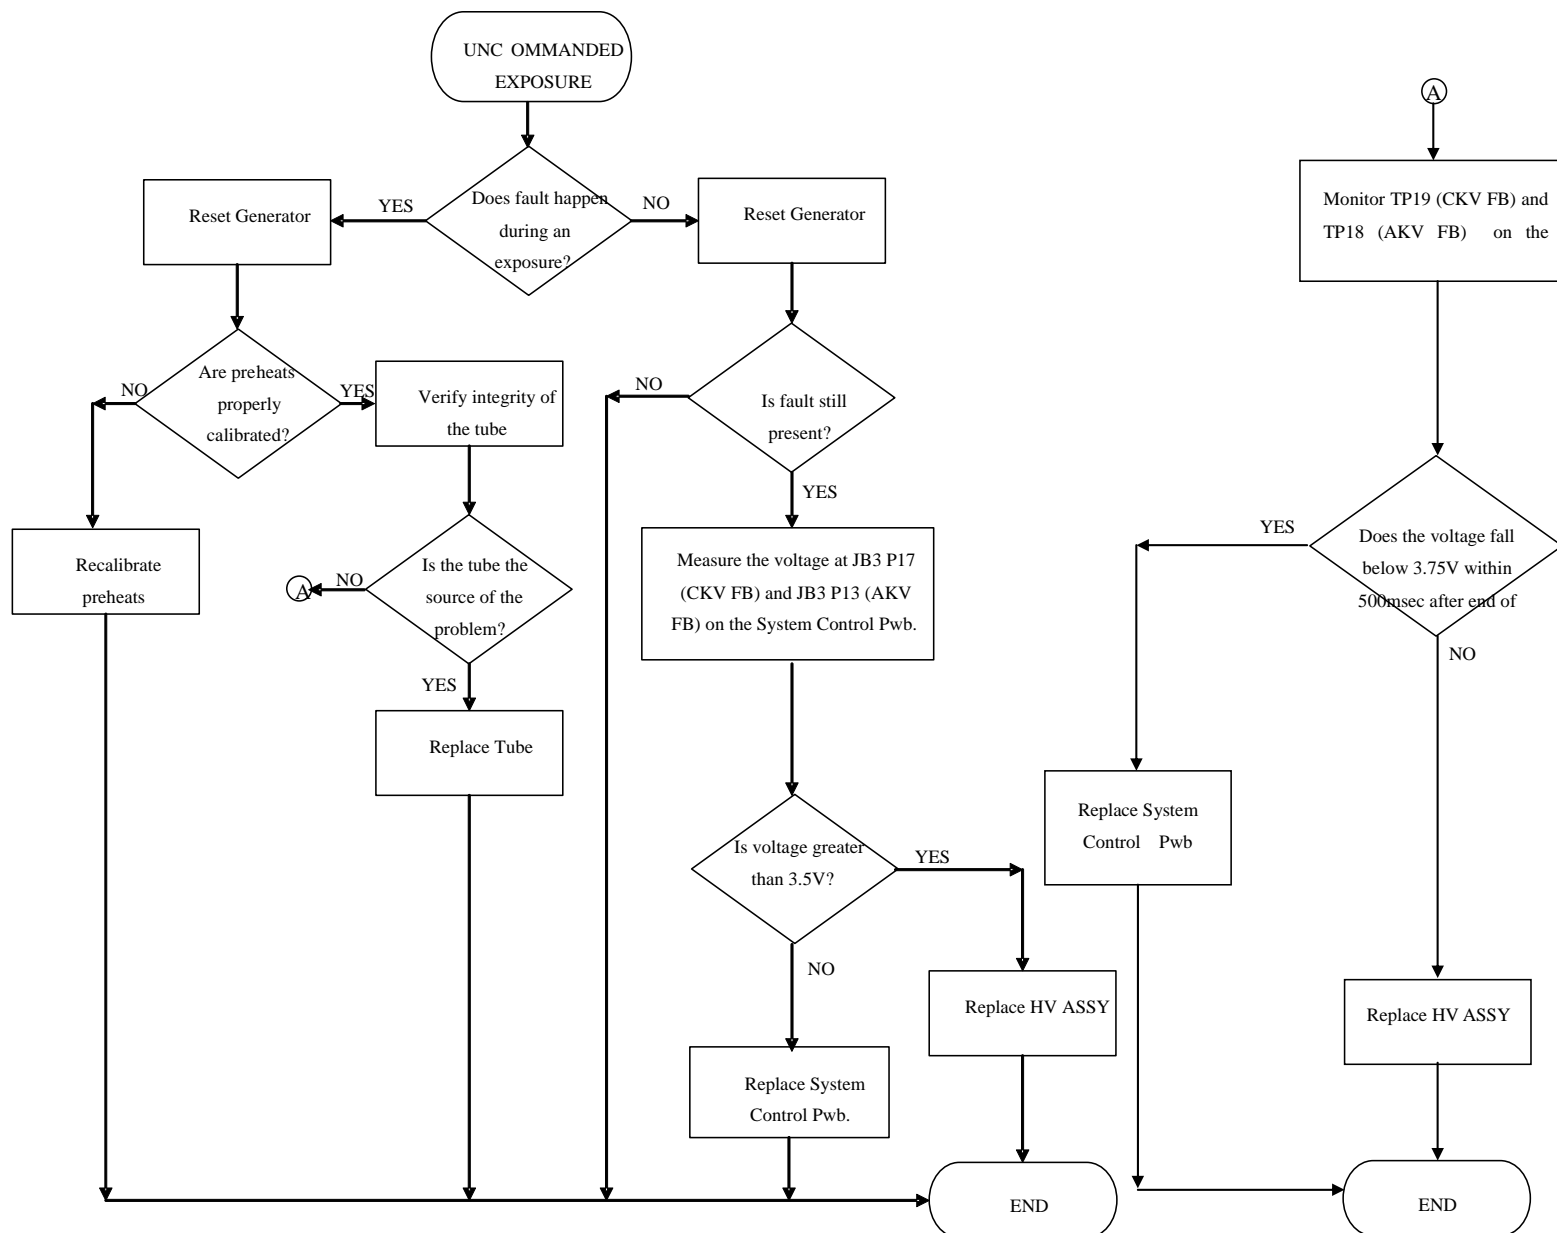 UNC OMMANDED
EXPOSURE
Does fault happen
during an
exposure?
YES
NO
Reset Generator
Reset Generator
Are preheats
properly
calibrated?
NO
YES
Verify integrity of
the tube
Recalibrate
preheats
Is the tube the
source of the
problem?
NO
A
YES
Replace Tube
Is fault still
present?
NO
YES
Measure the voltage at JB3 P17
(CKV FB) and JB3 P13 (AKV
FB) on the System Control Pwb.
Is voltage greater
than 3.5V?
YES
NO
Replace HV ASSY
Replace System
Control Pwb.
END
A
Monitor TP19 (CKV FB) and
TP18 (AKV FB) on the
Does the voltage fall
below 3.75V within
500msec after end of
YES
NO
Replace System
Control Pwb
Replace HV ASSY
END